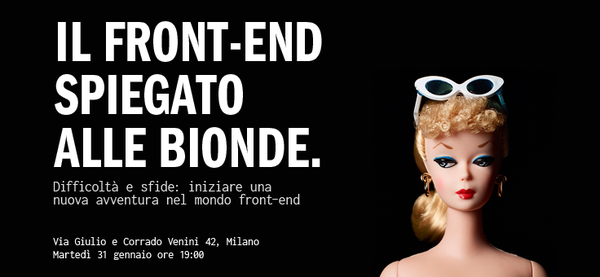 IL FRONT-END
SPIEGATO
ALLE BIONDE.
Difficoltà e sfide: iniziare una
nuova avventura nel mondo front-end
Via Giulio e Corrado Venini 42, Milano
Martedì 31 gennaio ore 19:00